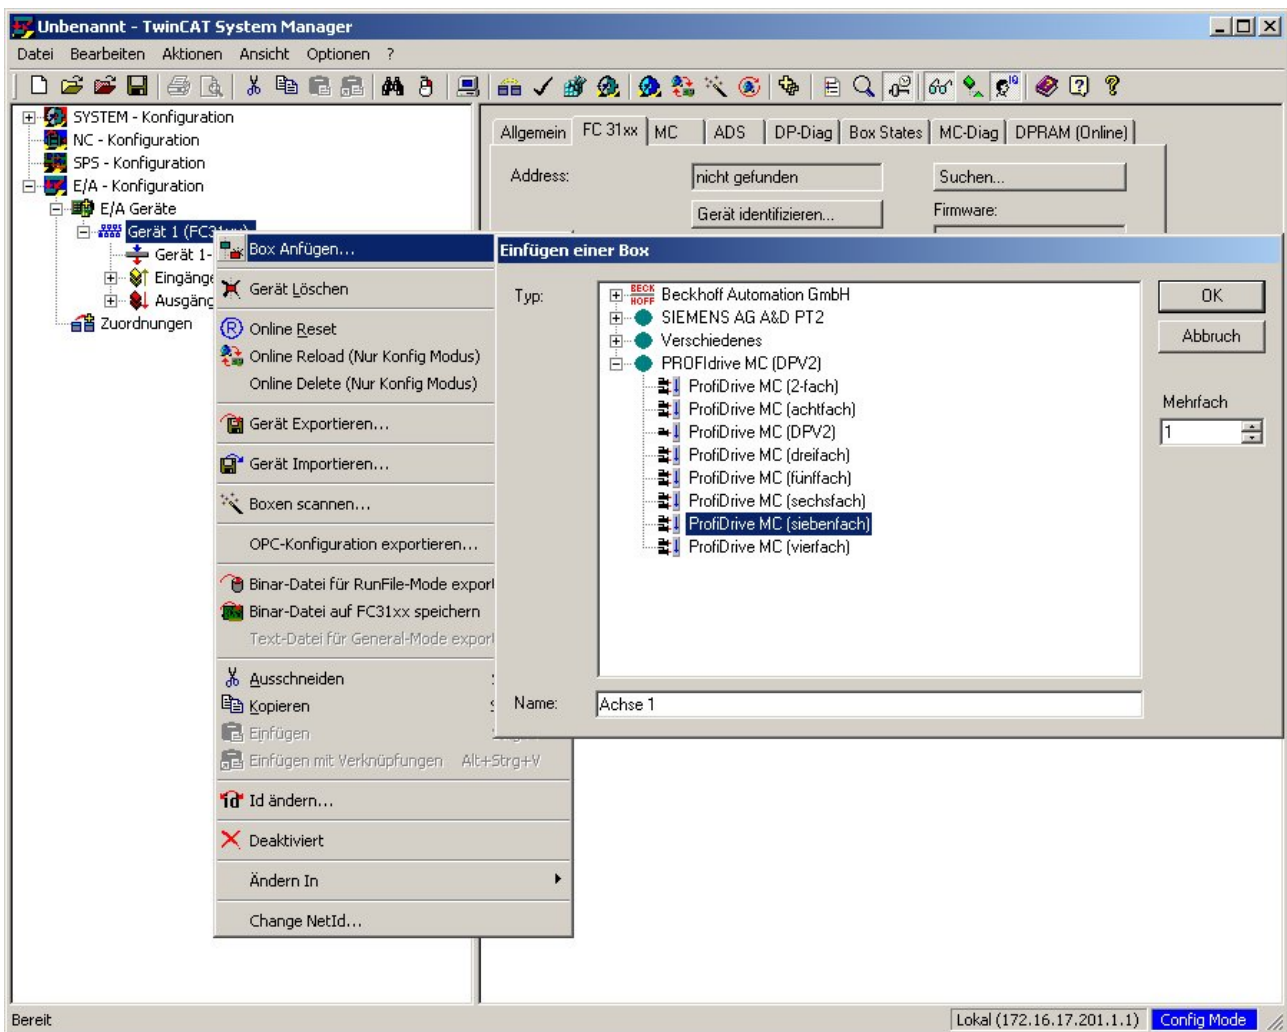 Unbenannt - TwinCAT System Manager
Datei Bearbeiten Aktionen Ansicht Optionen ?
SYSTEM - Konfiguration
NC - Konfiguration
SPS - Konfiguration
E/A - Konfiguration
E/A Geräte
Gerät 1 (FC31xx)
Gerät 1-
Eingänge
Ausgäng
Zuordnungen
Allgemein FC 31xx MC ADS DP-Diag Box States MC-Diag DPRAM (Online)
Address: nicht gefunden Suchen...
Gerät identifizieren... Firmware:
Box Anfügen...
Gerät Löschen
Online Reset
Online Reload (Nur Konfig Modus)
Online Delete (Nur Konfig Modus)
Gerät Exportieren...
Gerät Importieren...
Boxen scannen...
OPC-Konfiguration exportieren...
Binar-Datei für RunFile-Mode export
Binar-Datei auf FC31xx speichern
Text-Datei für General-Mode export
Ausschneiden
Kopieren
Einfügen
Einfügen mit Verknüpfungen Alt+Strg+V
Id ändern...
Deaktiviert
Ändern In
Change NetId...
Einfügen einer Box
Typ:
BECK
HOFF
Beckhoff Automation GmbH
SIEMENS AG A&D PT2
Verschiedenes
PROFIdrive MC (DPV2)
ProfiDrive MC (2-fach)
ProfiDrive MC (achtfach)
ProfiDrive MC (DPV2)
ProfiDrive MC (dreifach)
ProfiDrive MC (fünffach)
ProfiDrive MC (sechsfach)
ProfiDrive MC (siebenfach)
ProfiDrive MC (vierfach)
OK
Abbruch
Mehrfach
1
Name: Achse 1
Bereit
Lokal (172.16.17.201.1.1) Config Mode